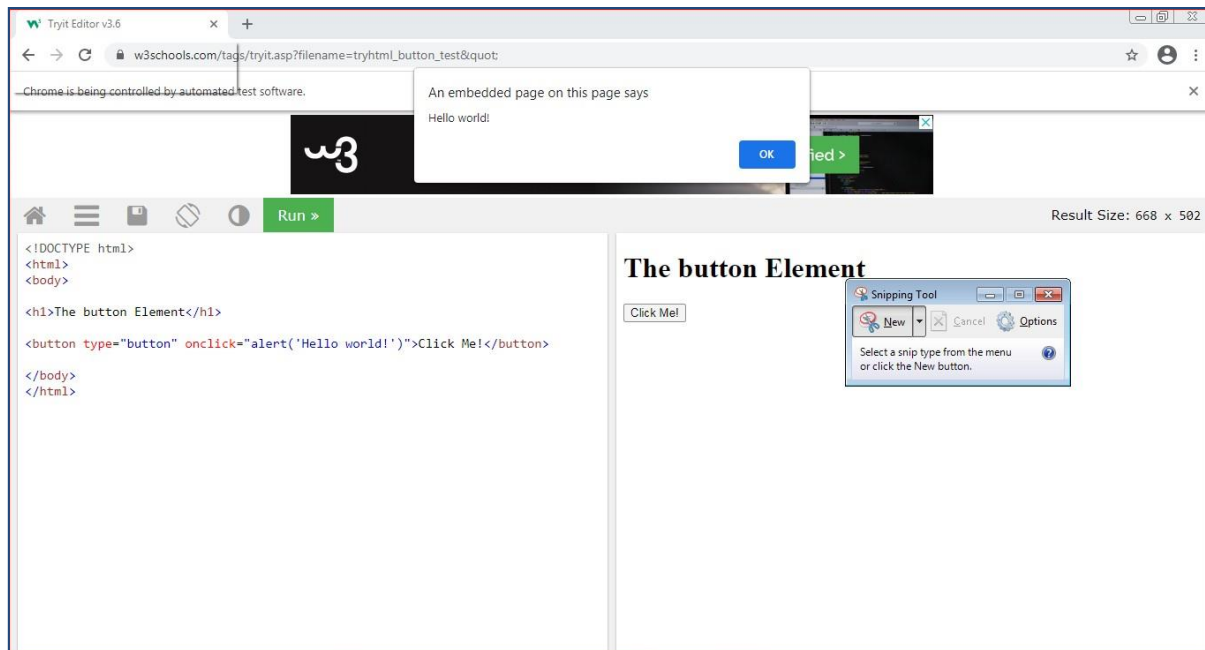 Tryit Editor v3.6
w3schools.com/tags/tryit.asp?filename=tryhtml_button_test&quot;
Chrome is being controlled by automated test software.
An embedded page on this page says
Hello world!
OK
w3
ied >
Run »
Result Size: 668 x 502
<!DOCTYPE html>
<html>
<body>
<h1>The button Element</h1>
<button type="button" onclick="alert('Hello world!')">Click Me!</button>
</body>
</html>
The button Element
Click Me!
Snipping Tool
New
Cancel
Options
Select a snip type from the menu
or click the New button.